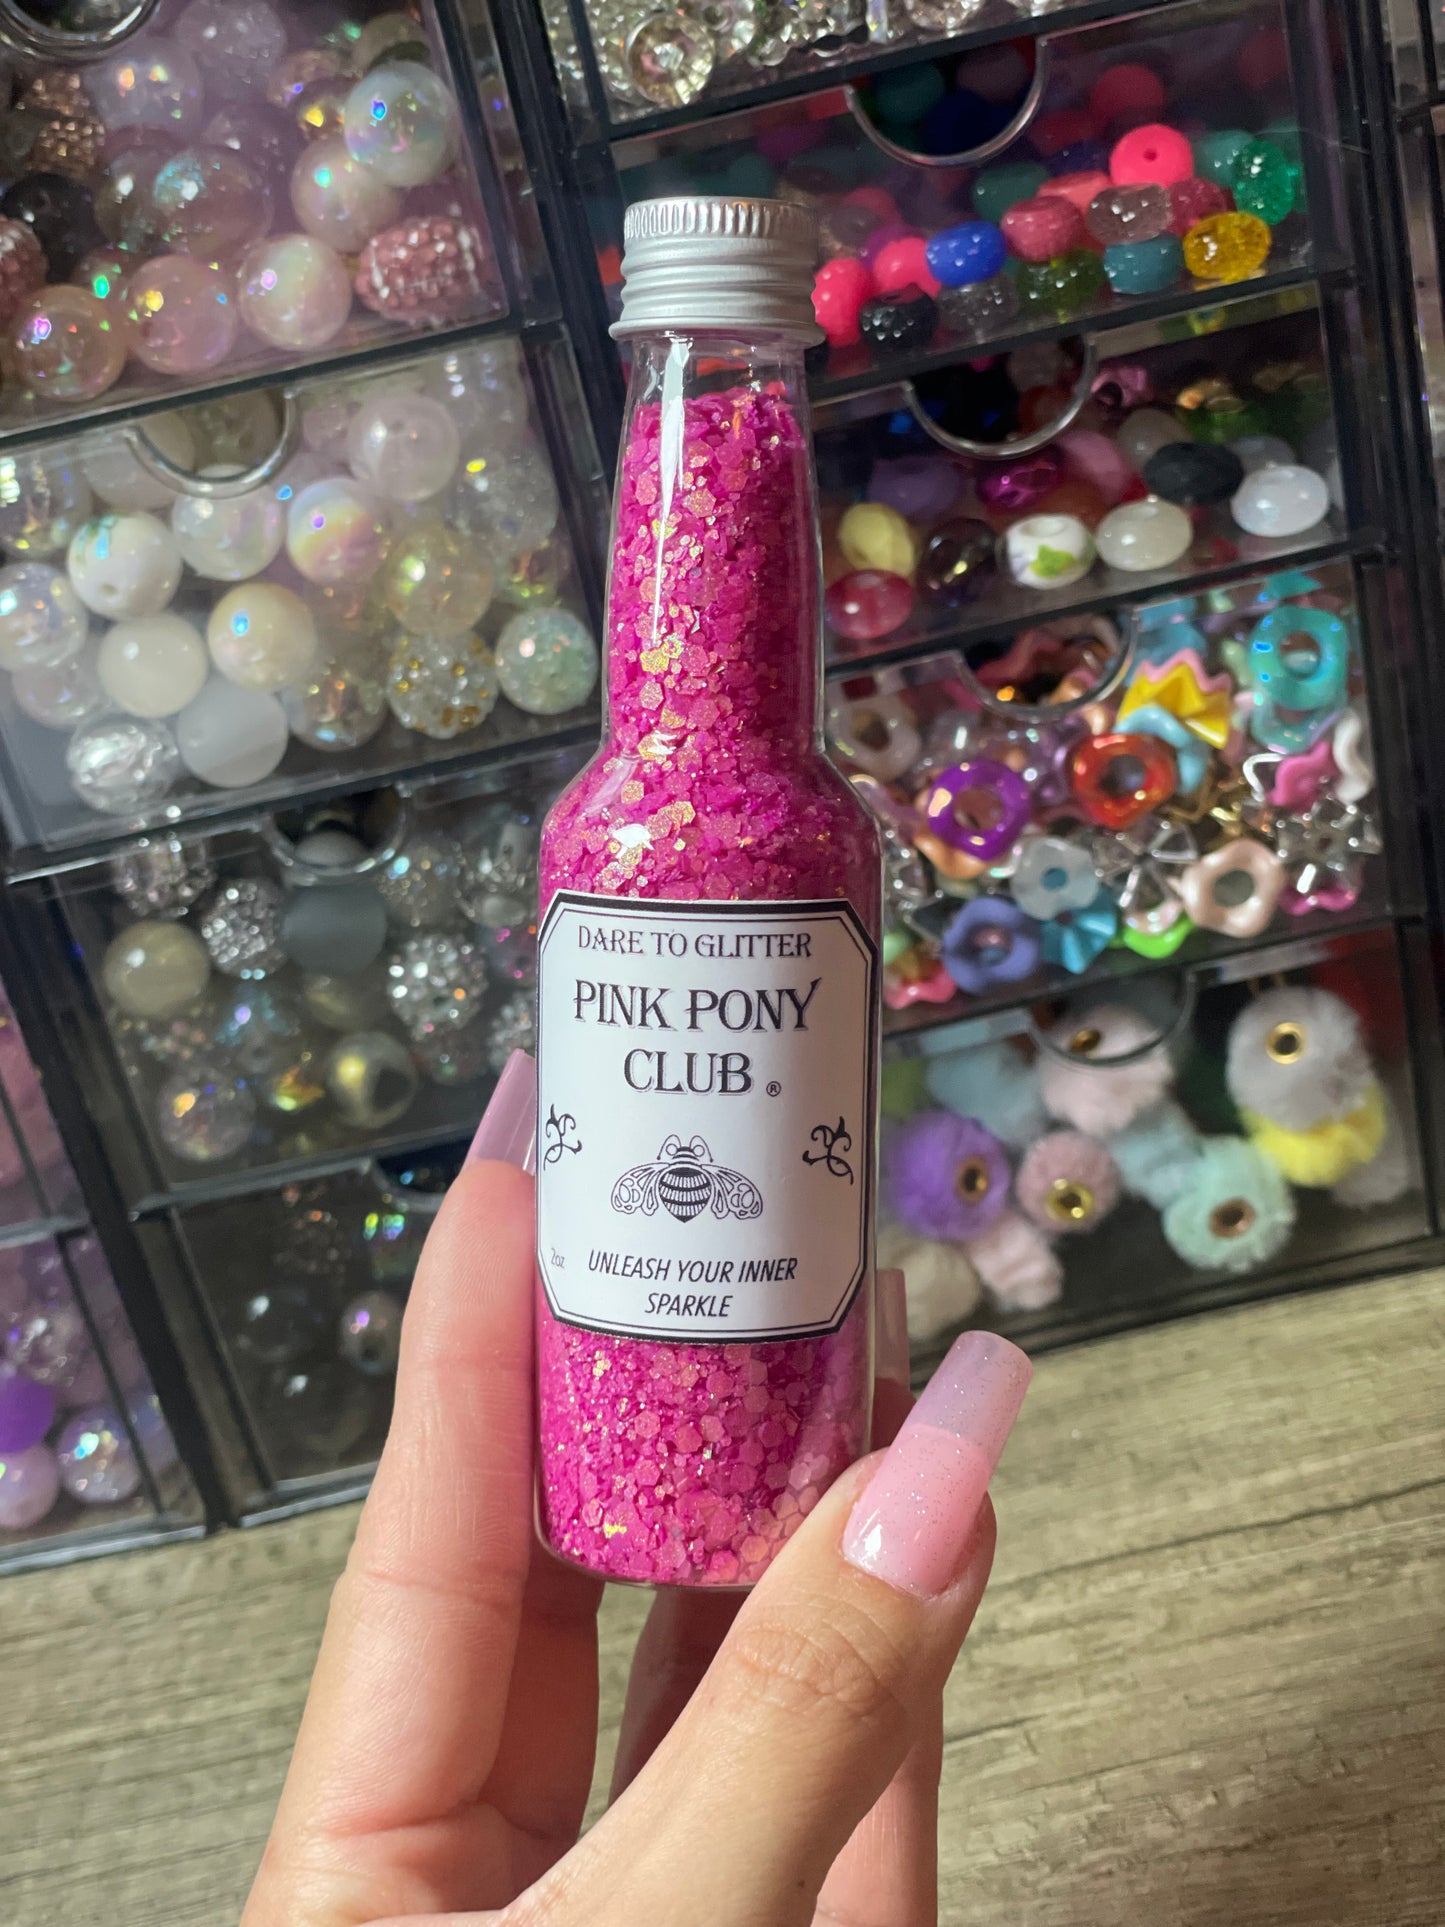 DARE TO GLITTER
PINK PONY
CLUB ®
2oz
UNLEASH YOUR INNER
SPARKLE